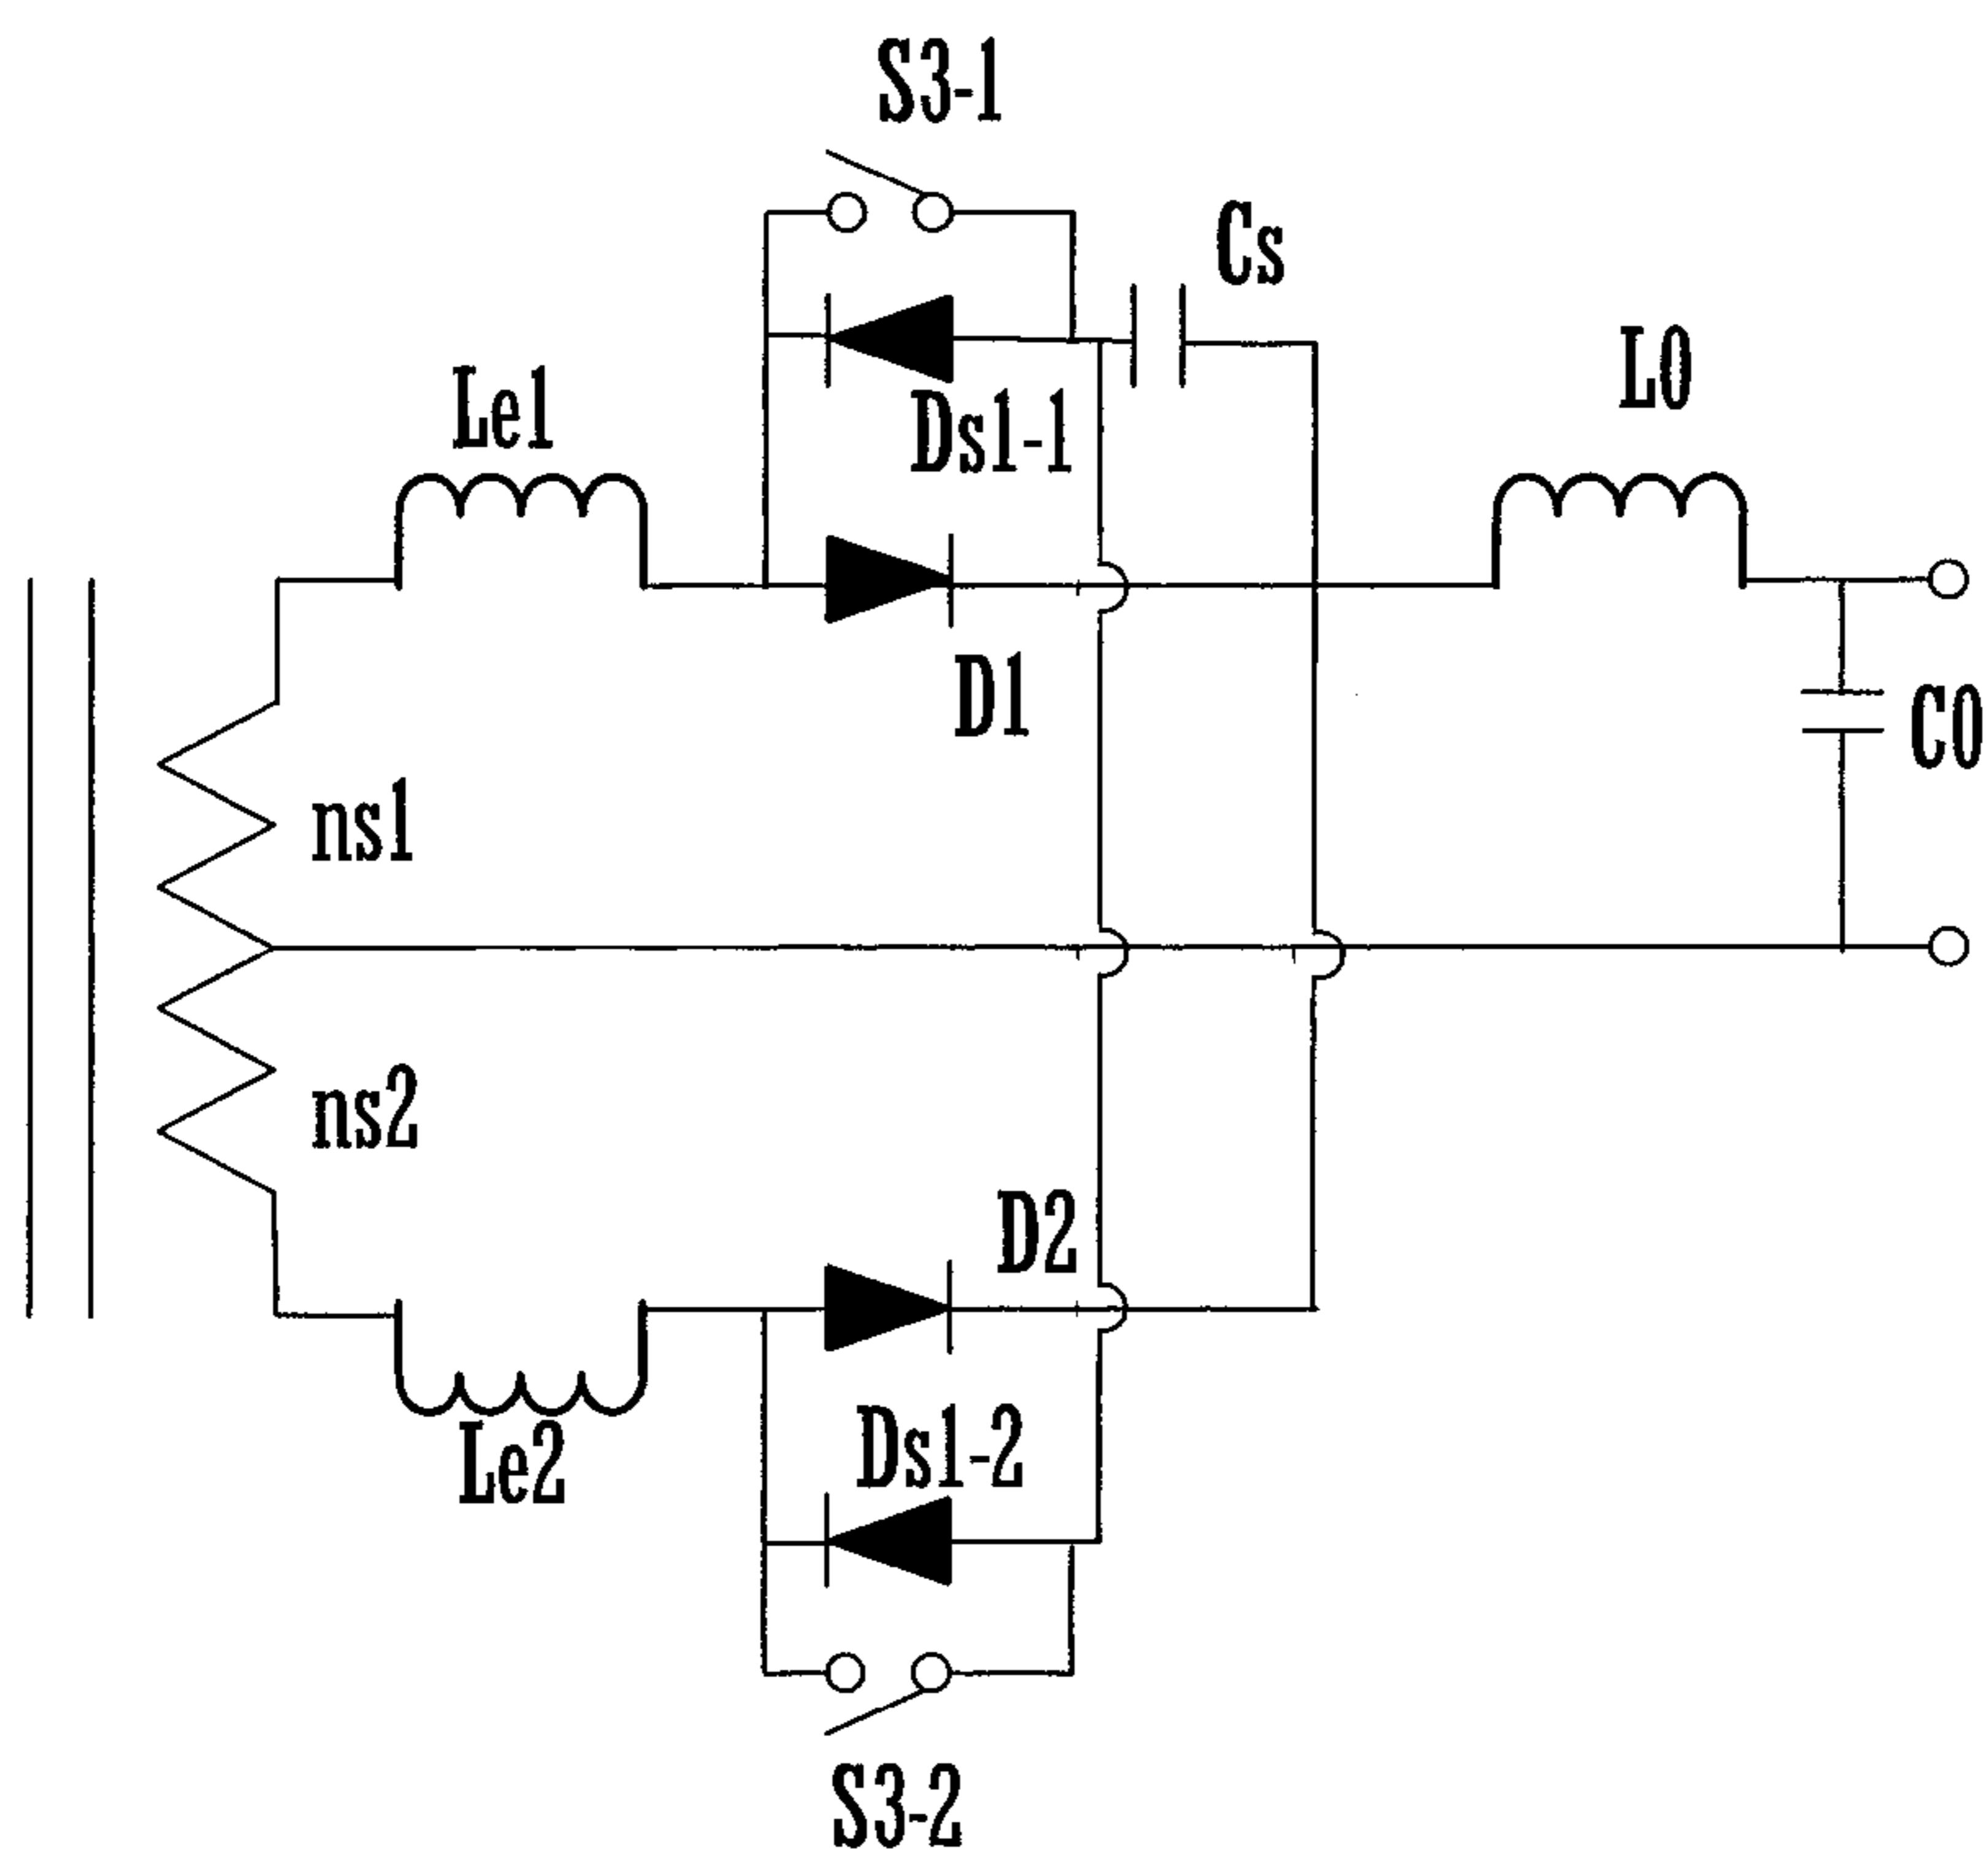 S3-1
Cs
L0
Le1
Ds1-1
D1
C0
ns1
ns2
D2
Ds1-2
Le2
S3-2